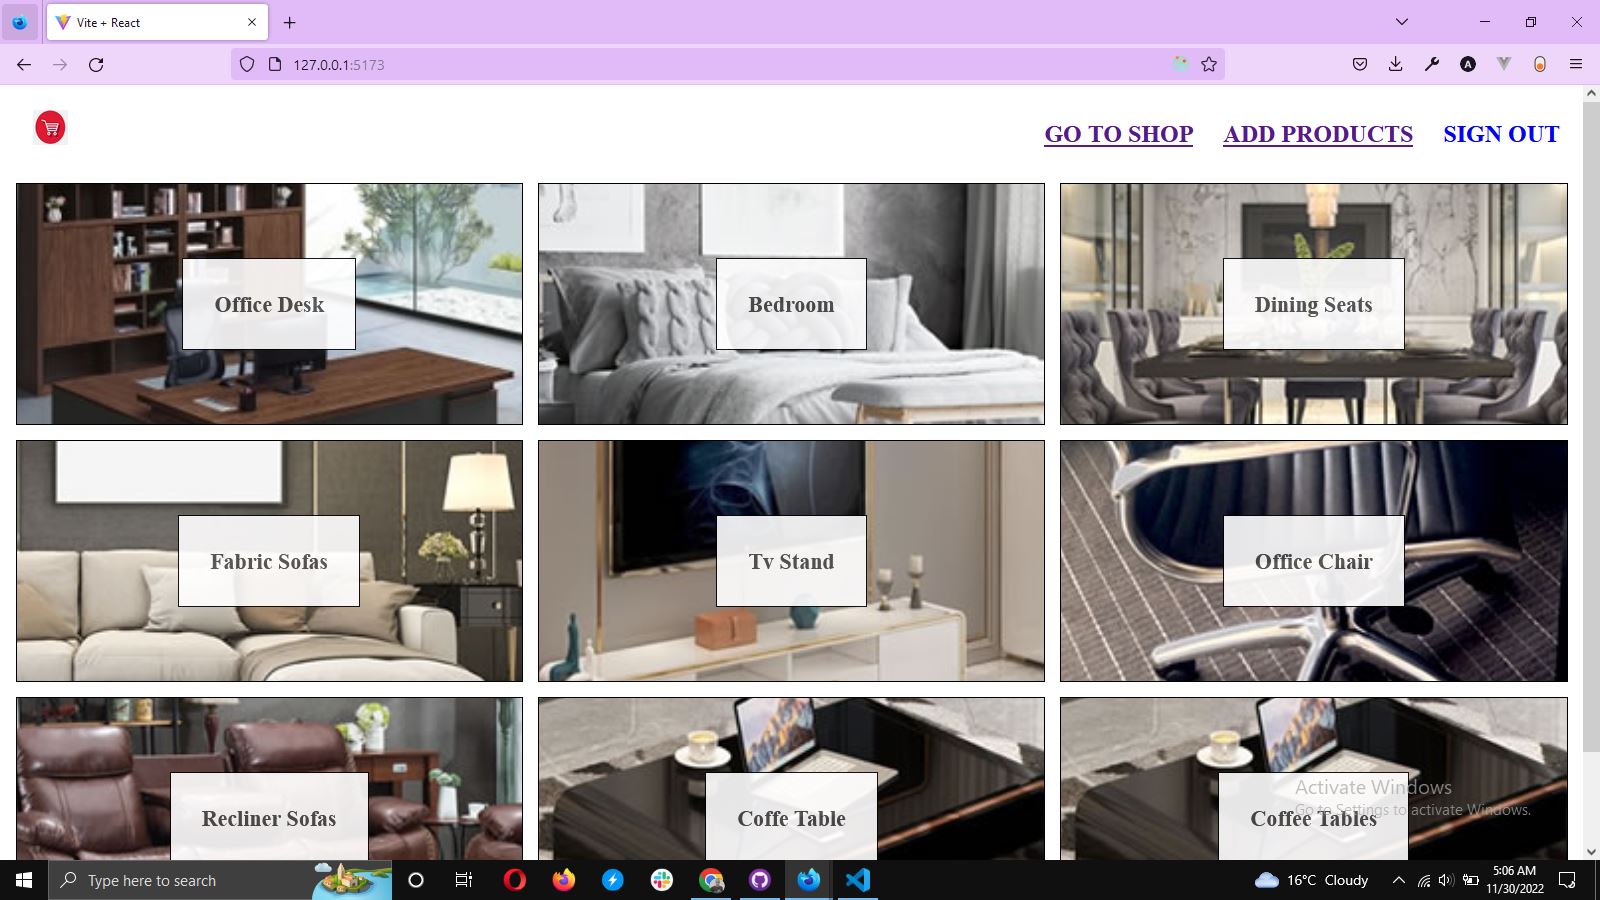 Vite + React
127.0.0.1:5173
A
GO TO SHOP ADD PRODUCTS SIGN OUT
Office Desk
Bedroom
Dining Seats
Fabric Sofas
Tv Stand
Office Chair
Recliner Sofas
Coffe Table
Coffee Tables
Activate Windows
Go to Settings to activate Windows.
Type here to search
16°C Cloudy
5:06 AM
11/30/2022